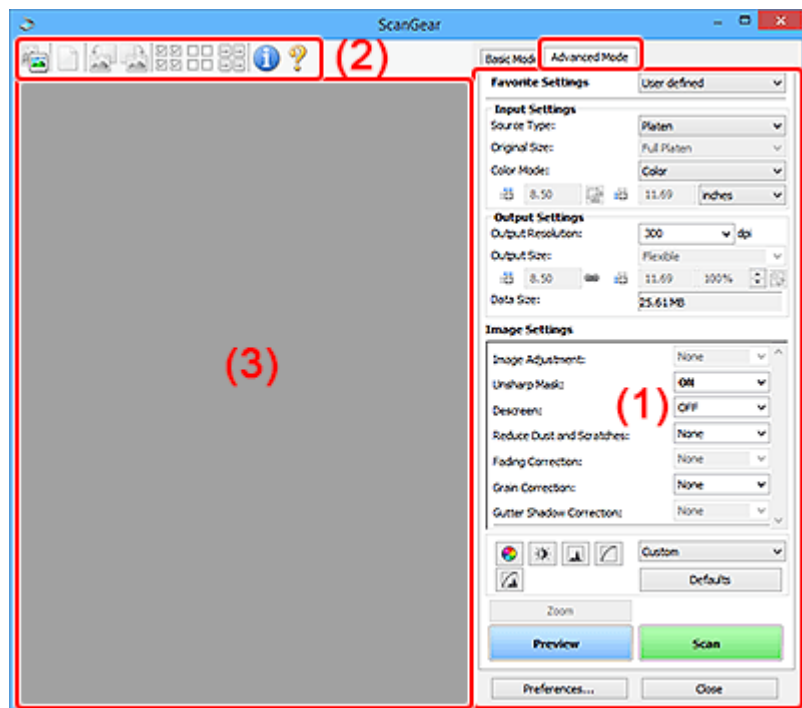 ScanGear
(2)
Basic Mode Advanced Mode
Favorite Settings User defined
Input Settings
Source Type: Platen
Original Size: Full Platen
Color Mode: Color
8.50 11.69 inches
Output Settings
Output Resolution: 300 dpi
Output Size: Flexible
8.50 11.69 100%
Data Size: 25.61MB
Image Settings
(3)
Image Adjustment: None
Unsharp Mask: ON
(1)
Descreen: OFF
Reduce Dust and Scratches: None
Fading Correction: None
Grain Correction: None
Gutter Shadow Correction: None
Custom
Defaults
Zoom
Preview Scan
Preferences... Close